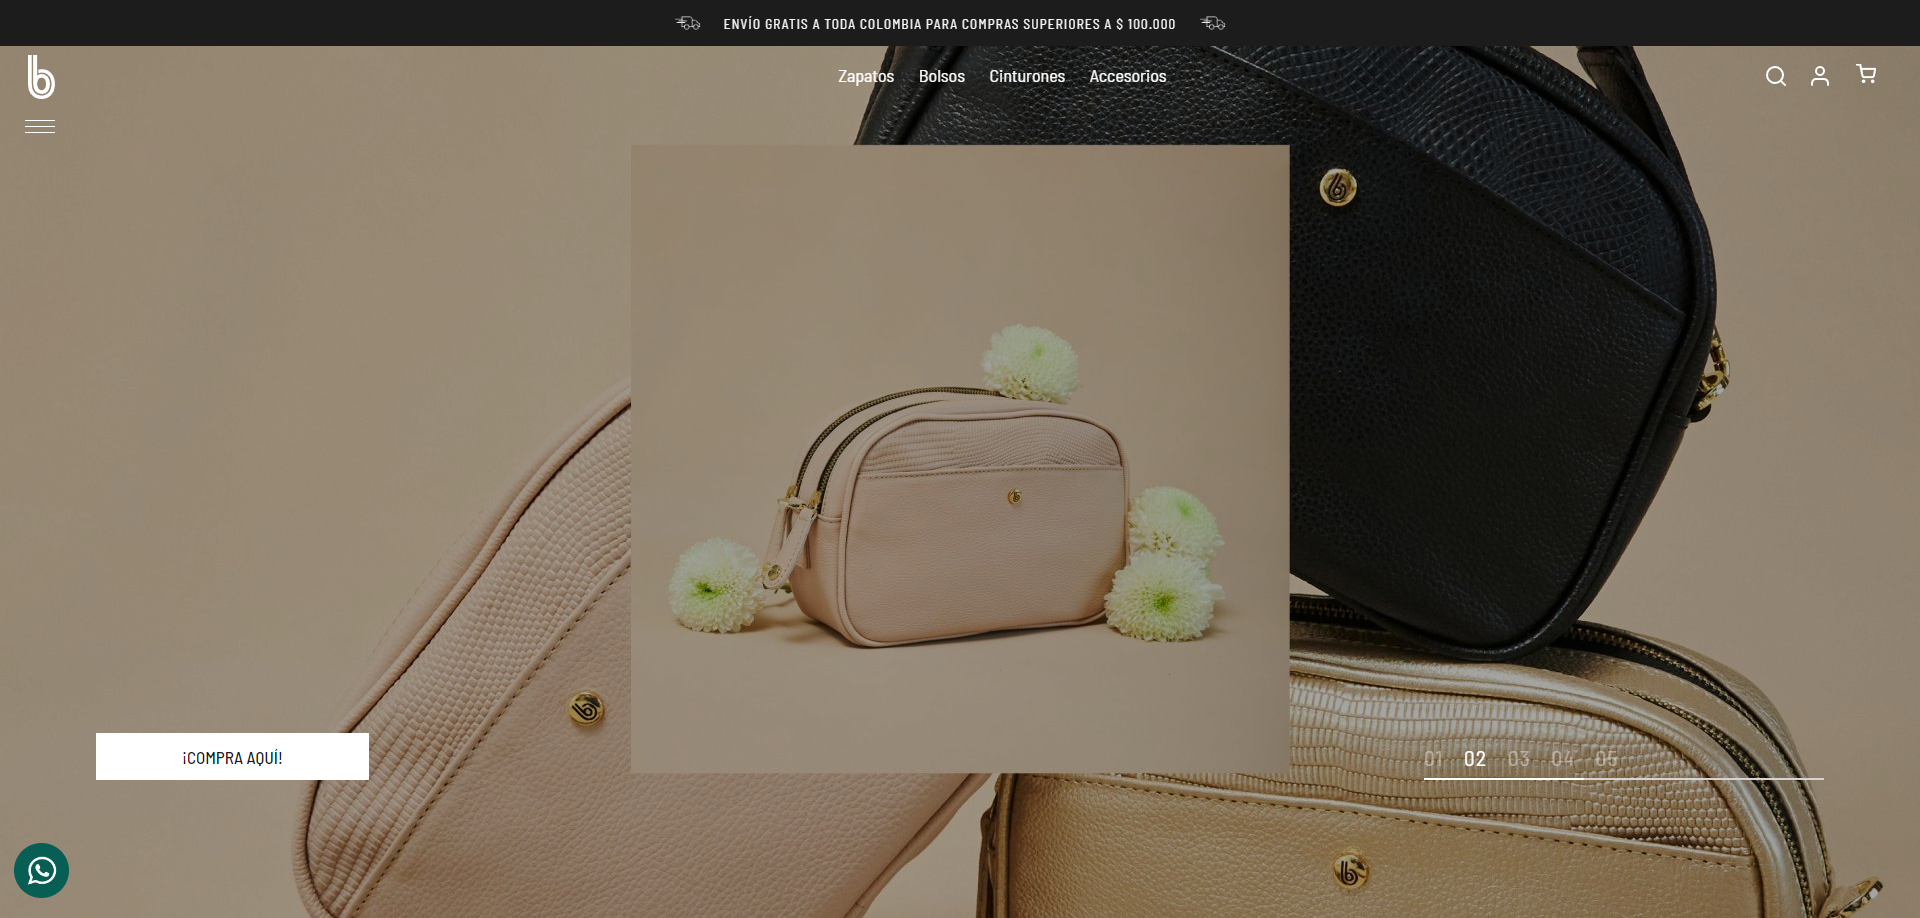 ENVÍO GRATIS A TODA COLOMBIA PARA COMPRAS SUPERIORES A $ 100.000
b
Zapatos Bolsos Cinturones Accesorios
b
b
b
¡COMPRA AQUÍ!
01 02 03 04 05
b